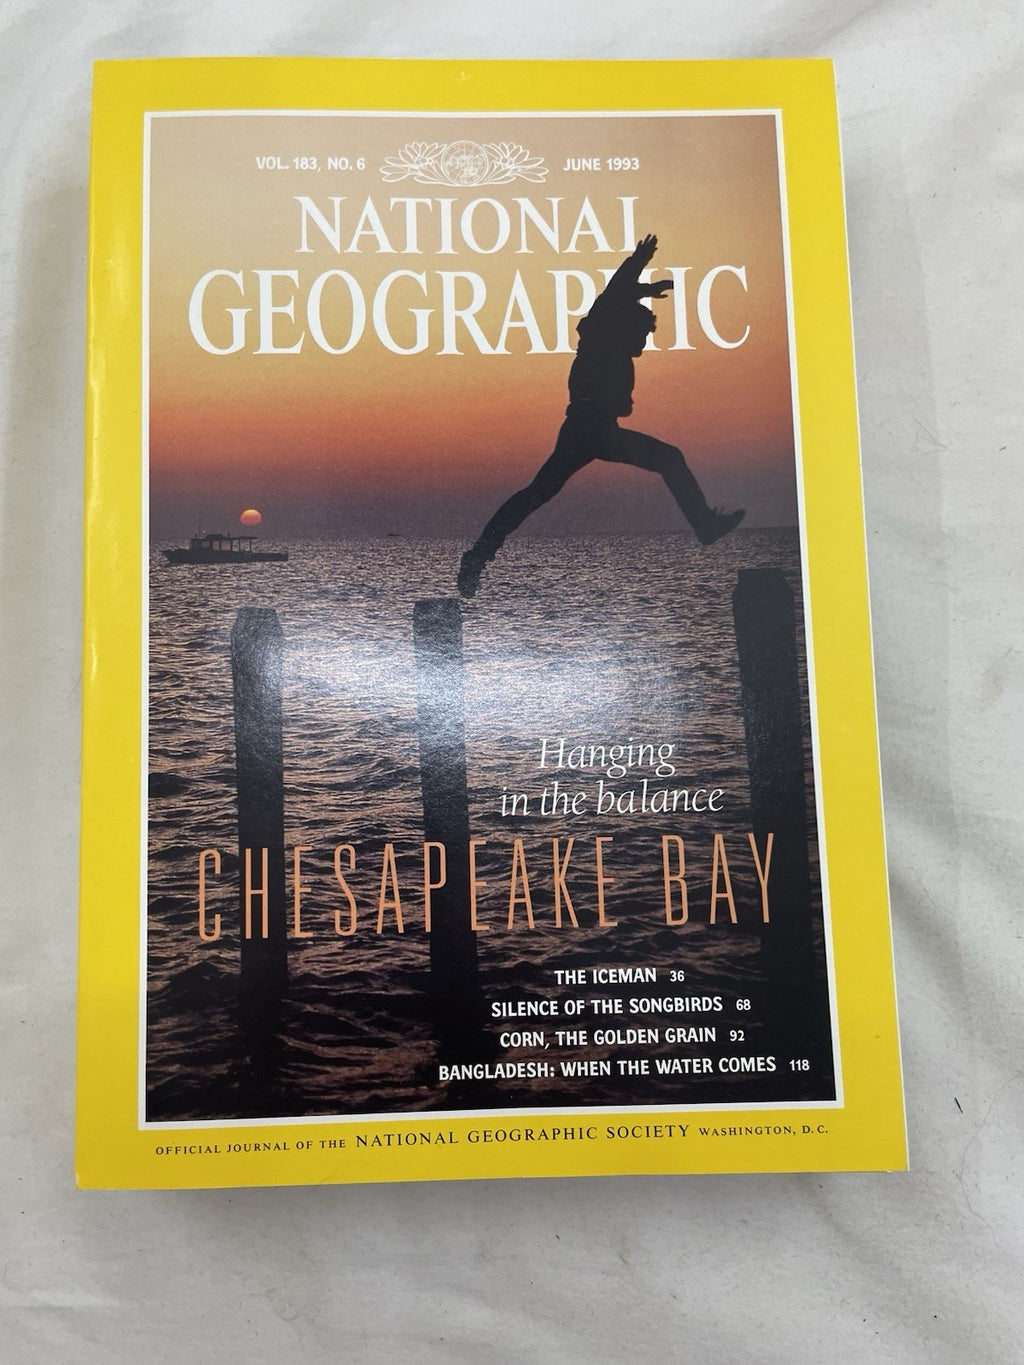 VOL. 183, NO. 6 JUNE 1993
NATIONAL
GEOGRAPHIC
Hanging
in the balance
CHESAPEAKE BAY
THE ICEMAN 36
SILENCE OF THE SONGBIRDS 68
CORN, THE GOLDEN GRAIN 92
BANGLADESH: WHEN THE WATER COMES 118
OFFICIAL JOURNAL OF THE NATIONAL GEOGRAPHIC SOCIETY WASHINGTON, D.C.